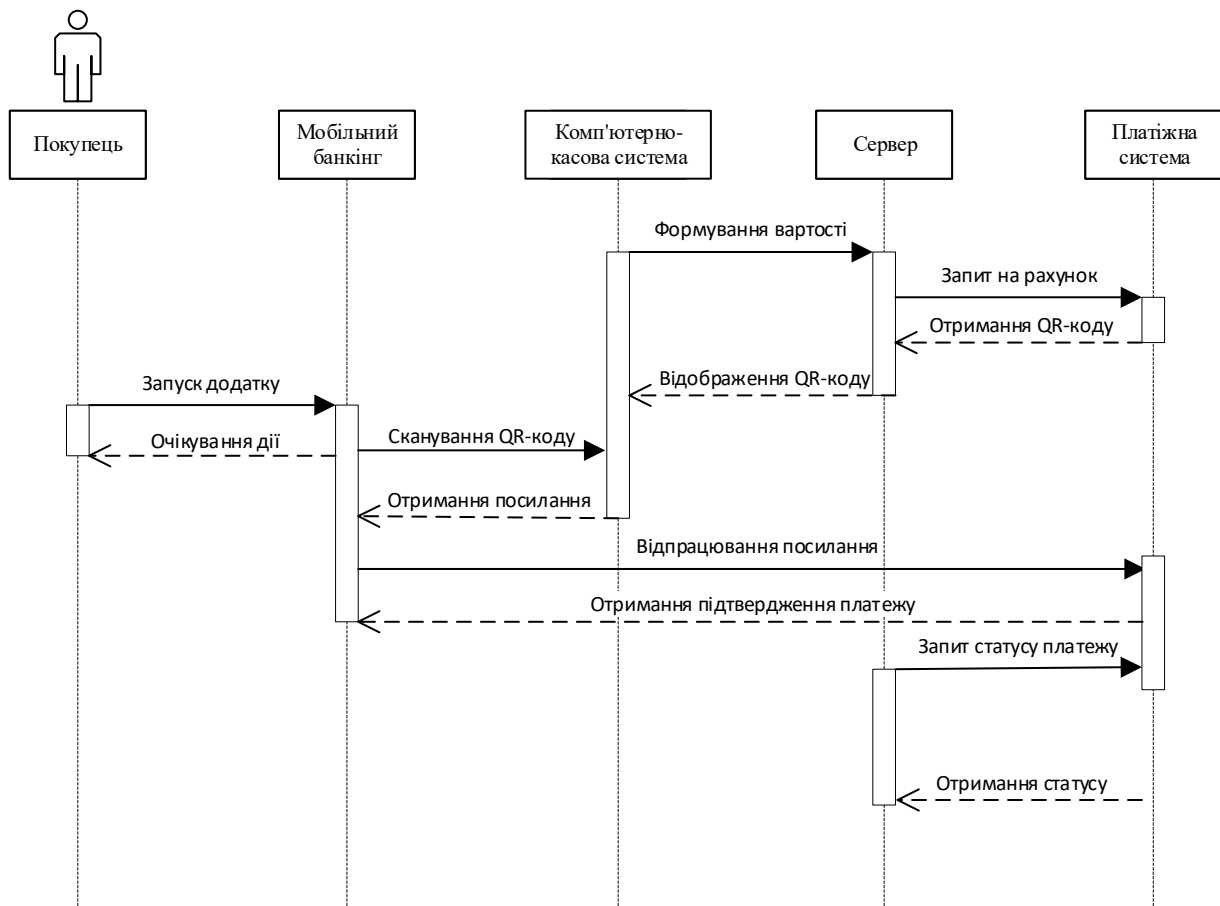 Покупець
Мобільний
банкінг
Комп'ютерно-
касова система
Сервер
Платіжна
система
Формування вартості
Запит на рахунок
Отримання QR-коду
Відображення QR-коду
Запуск додатку
Очікування дії
Сканування QR-коду
Отримання посилання
Відпрацювання посилання
Отримання підтвердження платежу
Запит статусу платежу
Отримання статусу